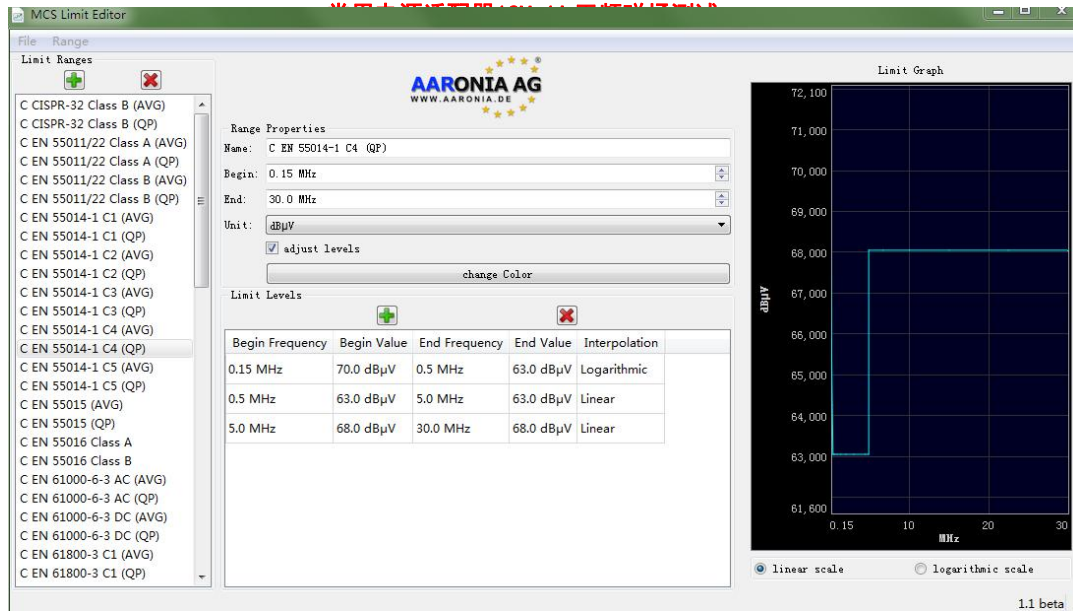 MCS Limit Editor
File Range
Limit Ranges
C CISPR-32 Class B (AVG)
C CISPR-32 Class B (QP)
C EN 55011/22 Class A (AVG)
C EN 55011/22 Class A (QP)
C EN 55011/22 Class B (AVG)
C EN 55011/22 Class B (QP)
C EN 55014-1 C1 (AVG)
C EN 55014-1 C1 (QP)
C EN 55014-1 C2 (AVG)
C EN 55014-1 C2 (QP)
C EN 55014-1 C3 (AVG)
C EN 55014-1 C3 (QP)
C EN 55014-1 C4 (AVG)
C EN 55014-1 C4 (QP)
C EN 55014-1 C5 (AVG)
C EN 55014-1 C5 (QP)
C EN 55015 (AVG)
C EN 55015 (QP)
C EN 55016 Class A
C EN 55016 Class B
C EN 61000-6-3 AC (AVG)
C EN 61000-6-3 AC (QP)
C EN 61000-6-3 DC (AVG)
C EN 61000-6-3 DC (QP)
C EN 61800-3 C1 (AVG)
C EN 61800-3 C1 (QP)
AARONIA AG
WWW.AARONIA.DE
Range Properties
Name: C EN 55014-1 C4 (QP)
Begin: 0.15 MHz
End: 30.0 MHz
Unit: dBµV
adjust levels
change Color
Limit Levels
Begin Frequency Begin Value End Frequency End Value Interpolation
0.15 MHz 70.0 dBµV 0.5 MHz 63.0 dBµV Logarithmic
0.5 MHz 63.0 dBµV 5.0 MHz 63.0 dBµV Linear
5.0 MHz 68.0 dBµV 30.0 MHz 68.0 dBµV Linear
Limit Graph
72,100
71,000
70,000
69,000
68,000
67,000
66,000
65,000
64,000
63,000
61,600
dBµV
0.15 10 20 30
MHz
linear scale logarithmic scale
1.1 beta